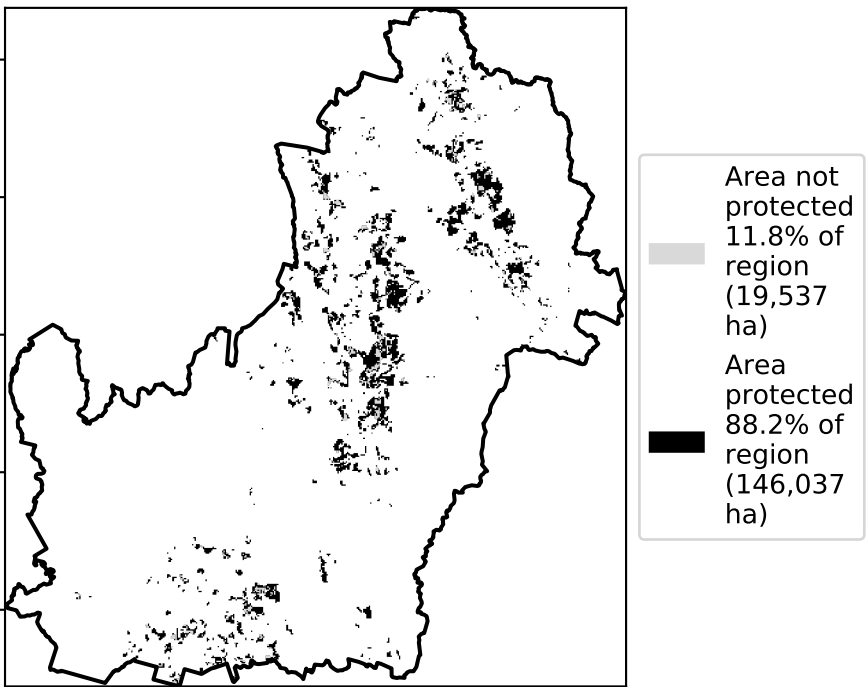 Area not
protected
11.8% of
region
(19,537
ha)
Area
protected
88.2% of
region
(146,037
ha)